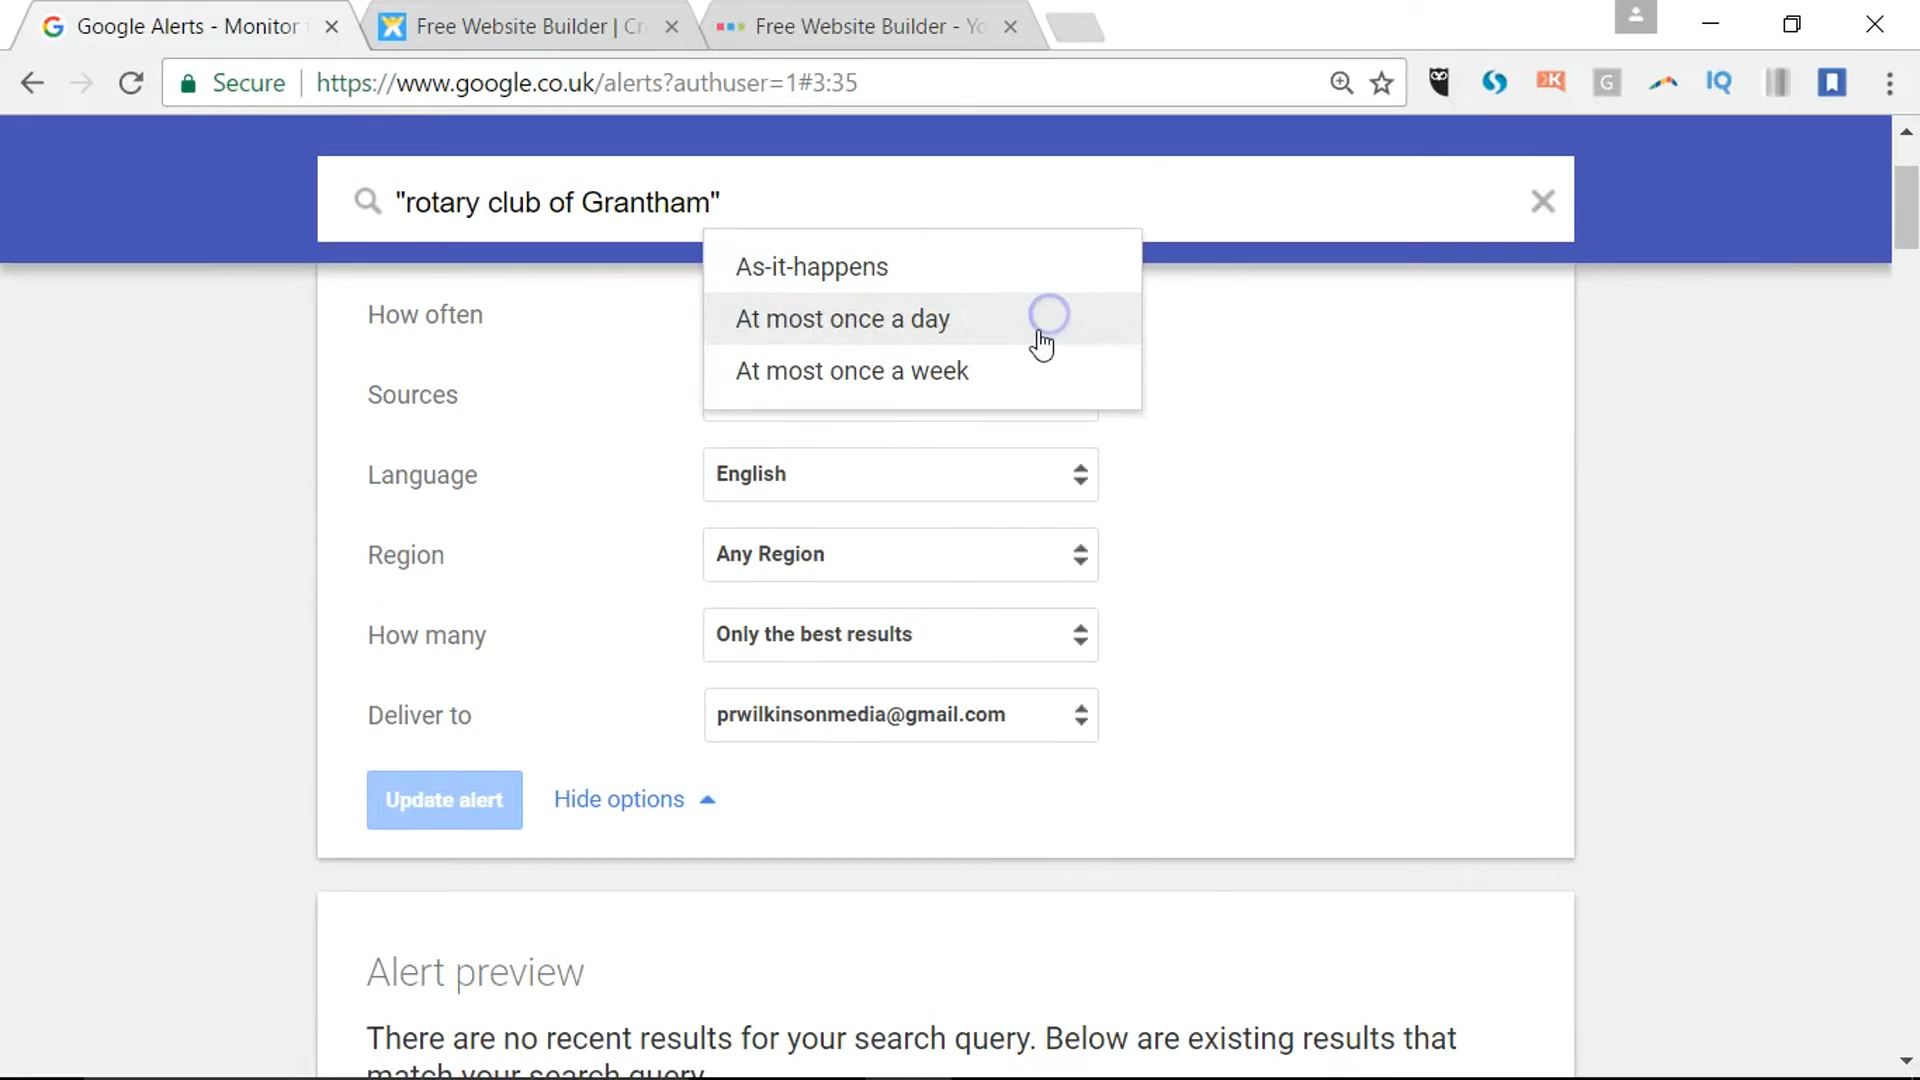 Google Alerts - Monitor
Free Website Builder | Cr
Free Website Builder - Yo
Secure
https://www.google.co.uk/alerts?authuser=1#3:35
K
G
IQ
"rotary club of Grantham"
As-it-happens
How often
At most once a day
At most once a week
Sources
Language
English
Region
Any Region
How many
Only the best results
Deliver to
prwilkinsonmedia@gmail.com
Update alert
Hide options
Alert preview
There are no recent results for your search query. Below are existing results that
match your search query.